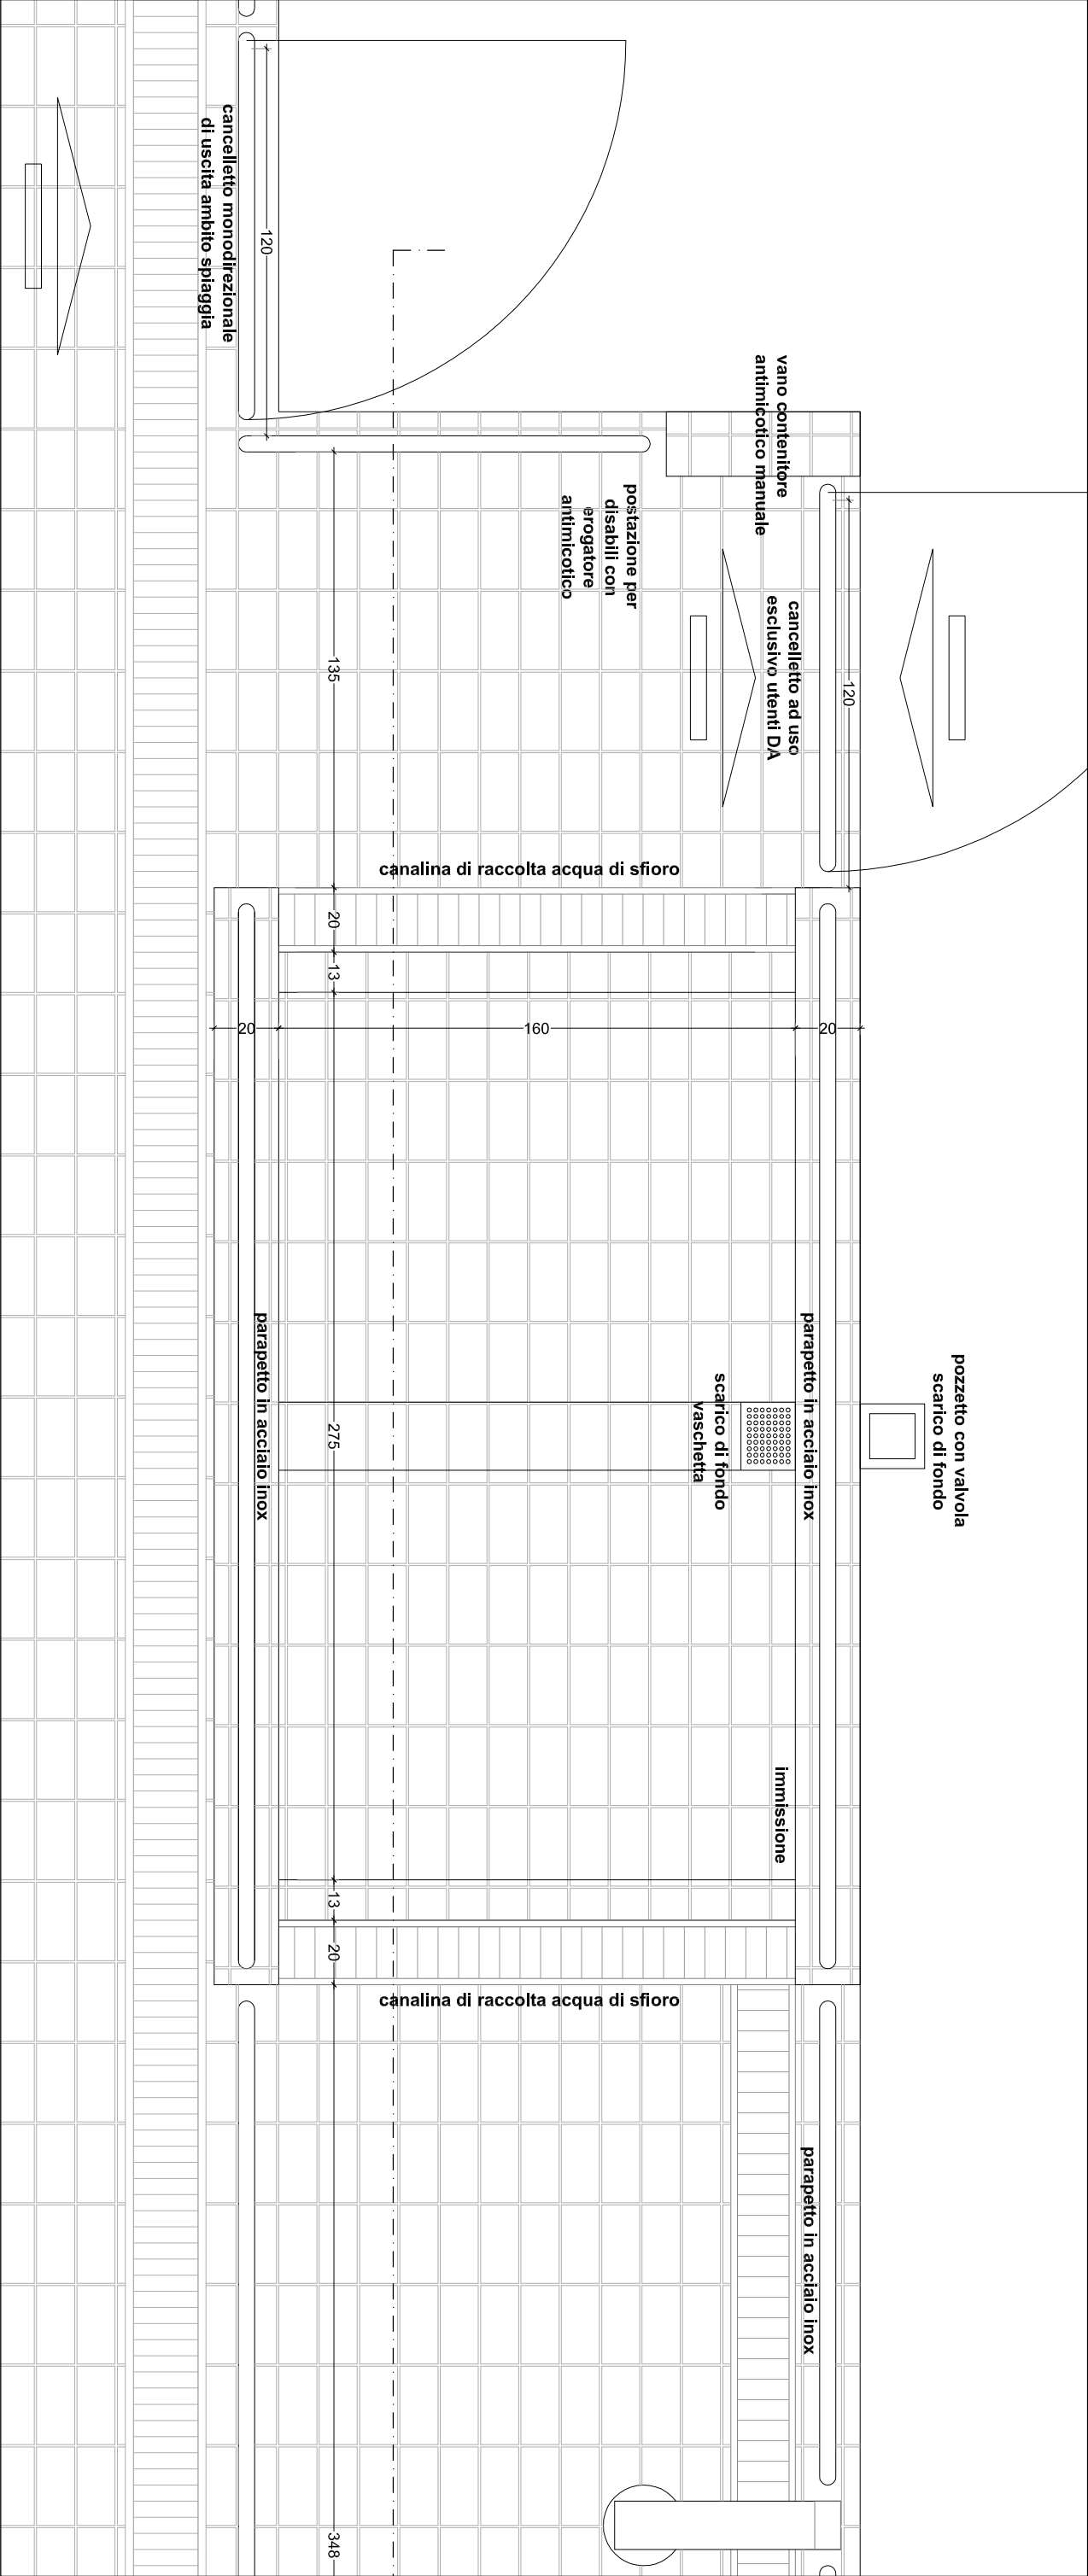 cancelletto monodirezionale
di uscita ambito spiaggia
120
vano contenitore
antimicotico manuale
postazione per
disabili con
erogatore
antimicotico
cancelletto ad uso
esclusivo utenti DA
120
135
canalina di raccolta acqua di sfioro
20
13
20
160
20
parapetto in acciaio inox
275
scarico di fondo
vaschetta
parapetto in acciaio inox
pozzetto con valvola
scarico di fondo
immissione
13
20
canalina di raccolta acqua di sfioro
parapetto in acciaio inox
348